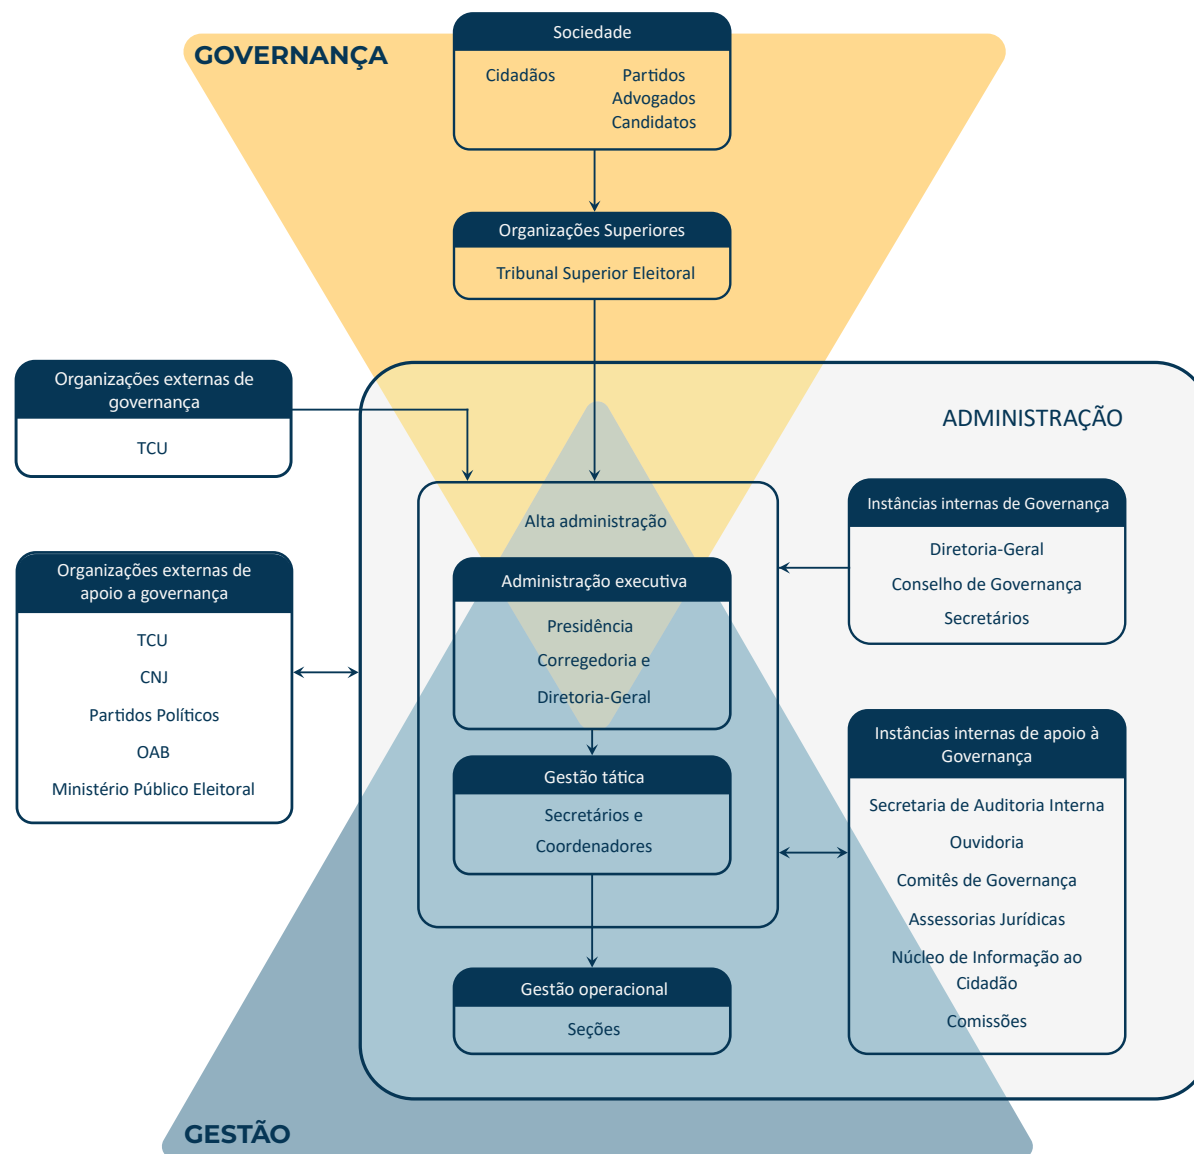 GOVERNANÇA
Sociedade
Cidadãos
Partidos
Advogados
Candidatos
Organizações Superiores
Tribunal Superior Eleitoral
Organizações externas de
governança
TCU
ADMINISTRAÇÃO
Alta administração
Instâncias internas de Governança
Diretoria-Geral
Conselho de Governança
Secretários
Organizações externas de
apoio a governança
TCU
CNJ
Partidos Políticos
OAB
Ministério Público Eleitoral
Administração executiva
Presidência
Corregedoria e
Diretoria-Geral
Gestão tática
Secretários e
Coordenadores
Instâncias internas de apoio à
Governança
Secretaria de Auditoria Interna
Ouvidoria
Comitês de Governança
Assessorias Jurídicas
Núcleo de Informação ao
Cidadão
Comissões
Gestão operacional
Seções
GESTÃO